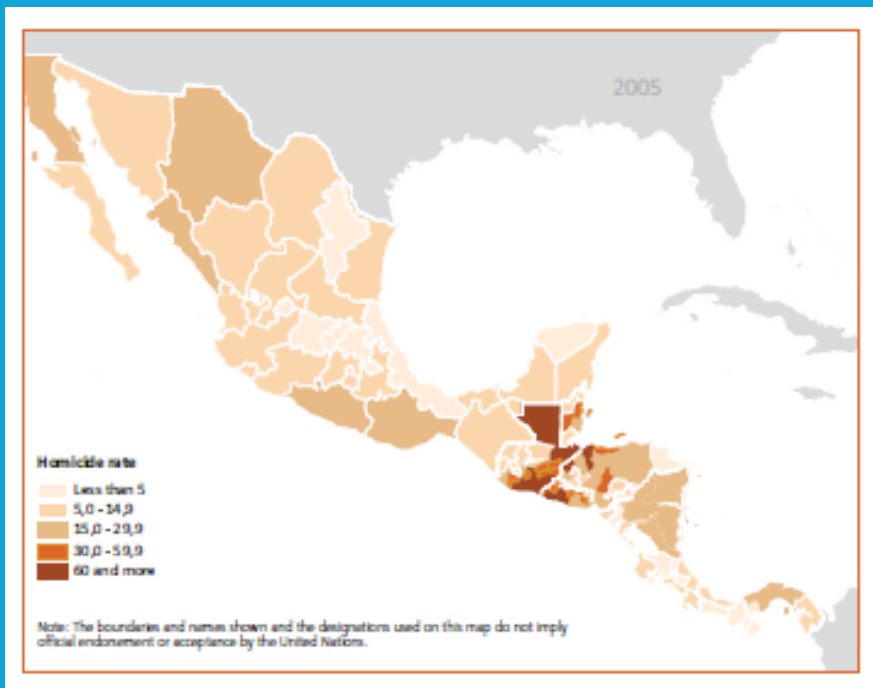 2005
Homicide rate
Less than 5
5,0 - 14,9
15,0 - 29,9
30,0 - 59,9
60 and more
Note: The boundaries and names shown and the designations used on this map do not imply
official endorsement or acceptance by the United Nations.